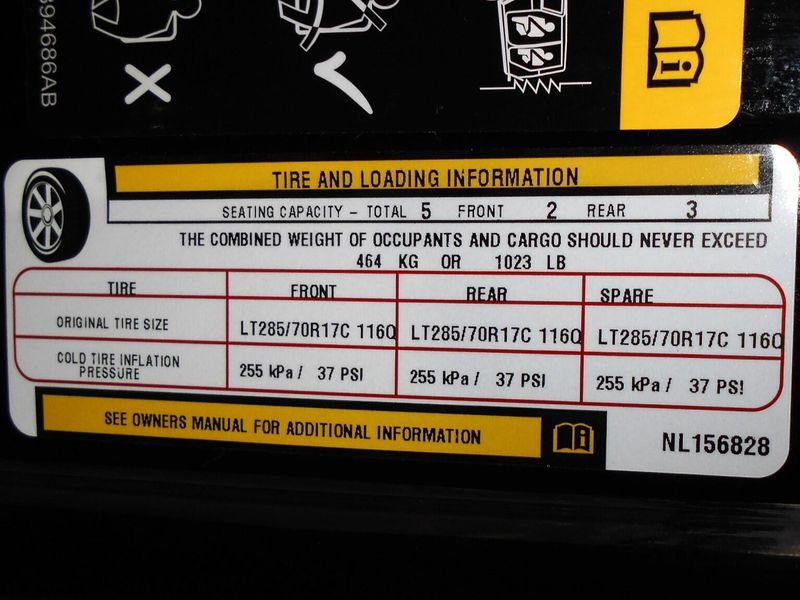 394686AB
TIRE AND LOADING INFORMATION
SEATING CAPACITY – TOTAL 5 FRONT 2 REAR 3
THE COMBINED WEIGHT OF OCCUPANTS AND CARGO SHOULD NEVER EXCEED
464 KG OR 1023 LB
TIRE FRONT REAR SPARE
ORIGINAL TIRE SIZE LT285/70R17C 116Q LT285/70R17C 116Q LT285/70R17C 116Q
COLD TIRE INFLATION
PRESSURE 255 kPa / 37 PSI 255 kPa / 37 PSI 255 kPa / 37 PSI
SEE OWNERS MANUAL FOR ADDITIONAL INFORMATION
NL156828